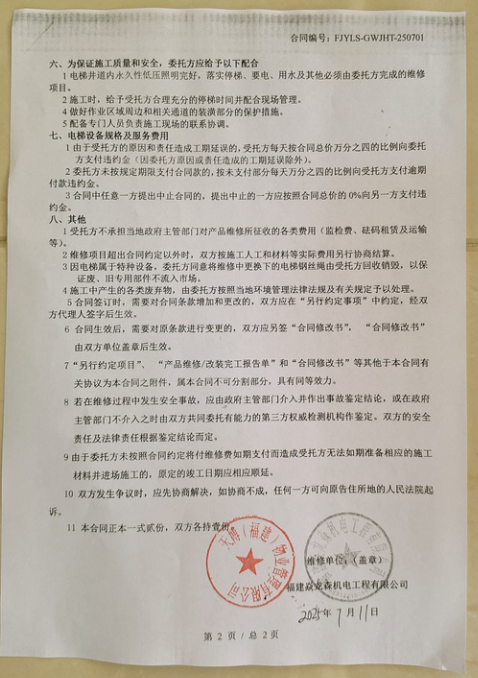 合同编号：FJYLS-GWJHT-250701
六、为保证施工质量和安全，委托方应给予以下配合
1 电梯井道内永久性低压照明完好，落实停梯、要电、用水及其他必须由委托方完成的维修
项目。
2 施工时，给予受托方合理充分的停梯时间并配合现场管理。
4 做好作业区域周边和相关通道的装潢部分的保护措施。
5 配备专门人员负责施工现场的联系协调。
七、电梯设备规格及服务费用
1 由于受托方的原因和责任造成工期延误的，受托方每天按合同总价万分之四的比例向委托
方支付违约金（因委托方原因或责任造成的工期延误除外）。
2 委托方未按规定期限支付合同款的，按未支付部分每天万分之四的比例向受托方支付逾期
付款违约金。
3 合同中任意一方提出中止合同的，提出中止的一方应按照合同总价的 0%向另一方支付违
约金。
八、其他
1 受托方不承担当地政府主管部门对产品维修所征收的各类费用（监检费、砝码租赁及运输
等）。
2 维修项目超出合同约定以外时，双方按施工人工和材料等实际费用另行协商结算。
3 因电梯属于特种设备，委托方同意将维修中更换下的电梯钢丝绳由受托方回收销毁，以保
证废、旧专用部件不流入市场。
4 施工中产生的各类废弃物，由委托方按照当地环境管理法律规及有关规定予以处理。
5 合同签订时，需要对合同条款增加和更改的，双方应在“另行约定事项”中约定，经双
方代理人签字后生效。
6 合同生效后，需要对原条款进行变更的，双方应另签“合同修改书”，“合同修改书”
由双方单位盖章后生效。
7“另行约定项目”、“产品维修/改装完工报告单”和“合同修改书”等其他于本合同有
关协议为本合同之附件，属本合同不可分割部分，具有同等效力。
8 若在维修过程中发生安全事故，应由政府主管部门介入并作出事故鉴定结论，或在政府
主管部门不介入之时由双方共同委托有能力的第三方权威检测机构作鉴定。双方的安全
责任及法律责任根据鉴定结论而定。
9 由于委托方未按照合同约定将付维修费如期支付而造成受托方无法如期准备相应的施工
材料并进场施工的，原定的竣工日期应相应顺延。
10 双方发生争议时，应先协商解决，如协商不成，任何一方可向原告住所地的人民法院起
诉。
11 本合同正本一式贰份，双方各持壹份。
（福建）物业管理有限公司
维修单位：（盖章）
福建焱龙森机电工程有限公司
2025年7月11日
第 2 页 / 总 2 页